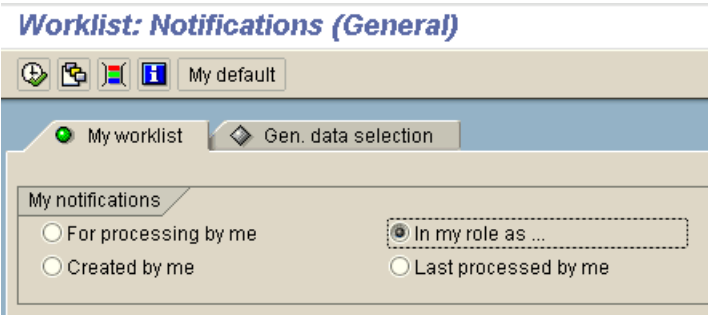 Worklist: Notifications (General)
My default
My worklist Gen. data selection
My notifications
For processing by me In my role as ...
Created by me Last processed by me